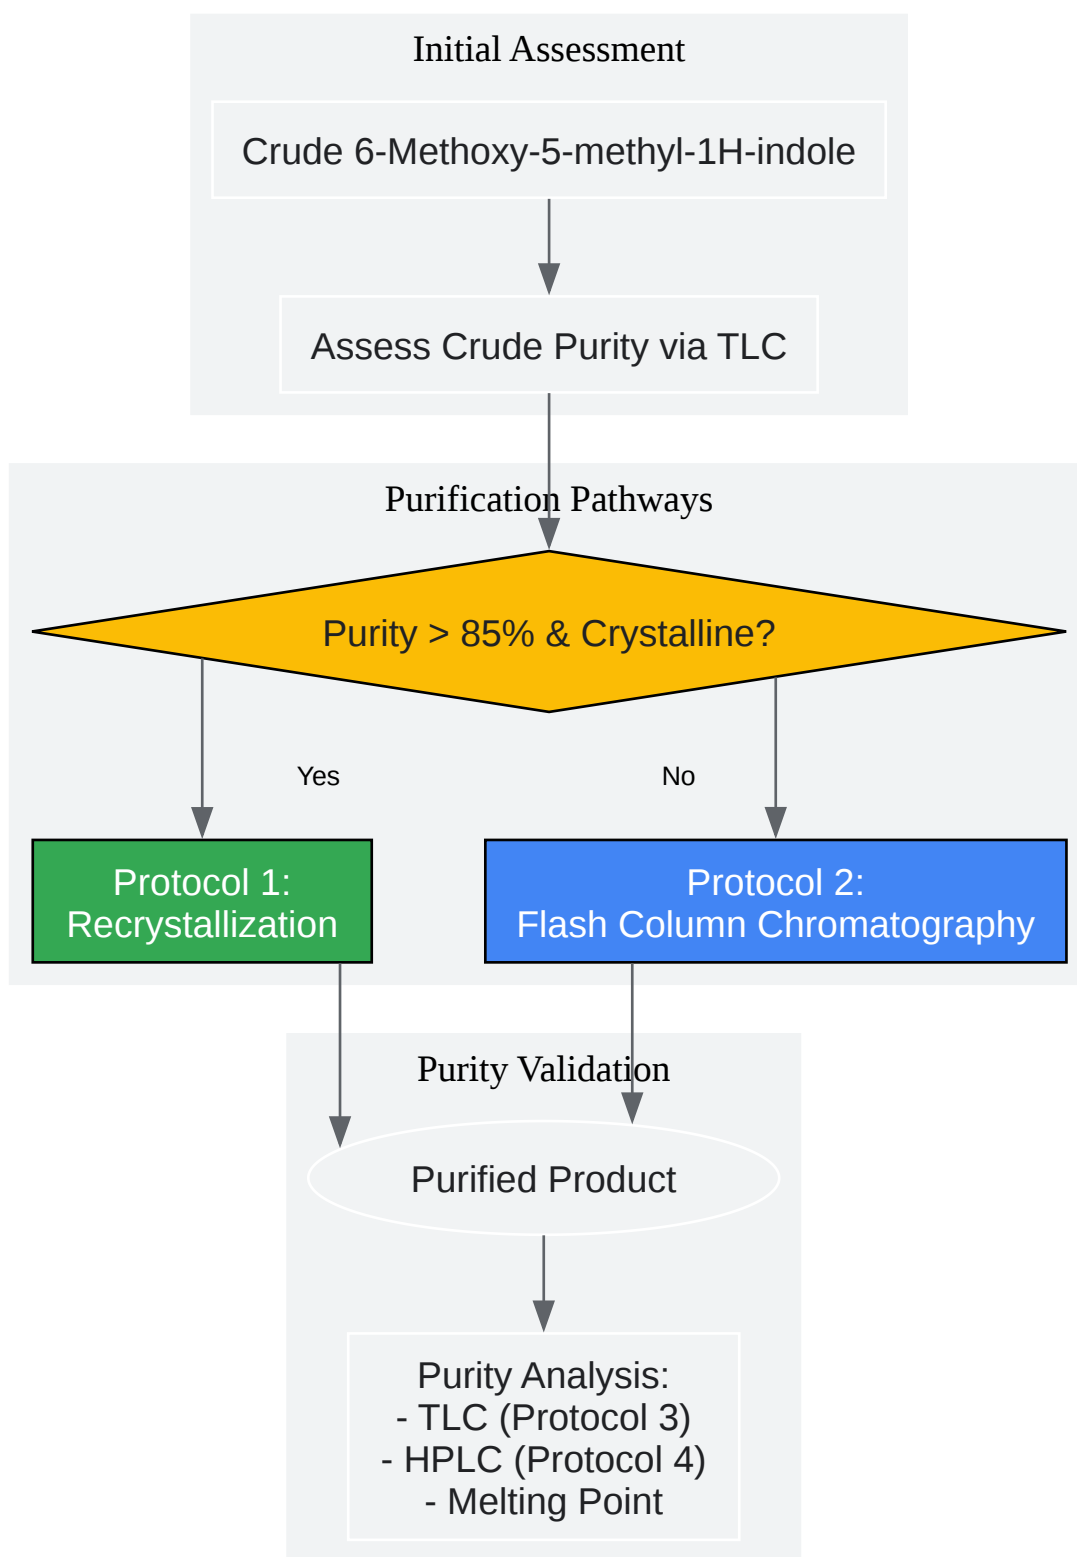 Initial Assessment
Crude 6-Methoxy-5-methyl-1H-indole
Assess Crude Purity via TLC
Purification Pathways
Purity > 85% & Crystalline?
Yes
No
Protocol 1:
Recrystallization
Protocol 2:
Flash Column Chromatography
Purity Validation
Purified Product
Purity Analysis:
- TLC (Protocol 3)
- HPLC (Protocol 4)
- Melting Point